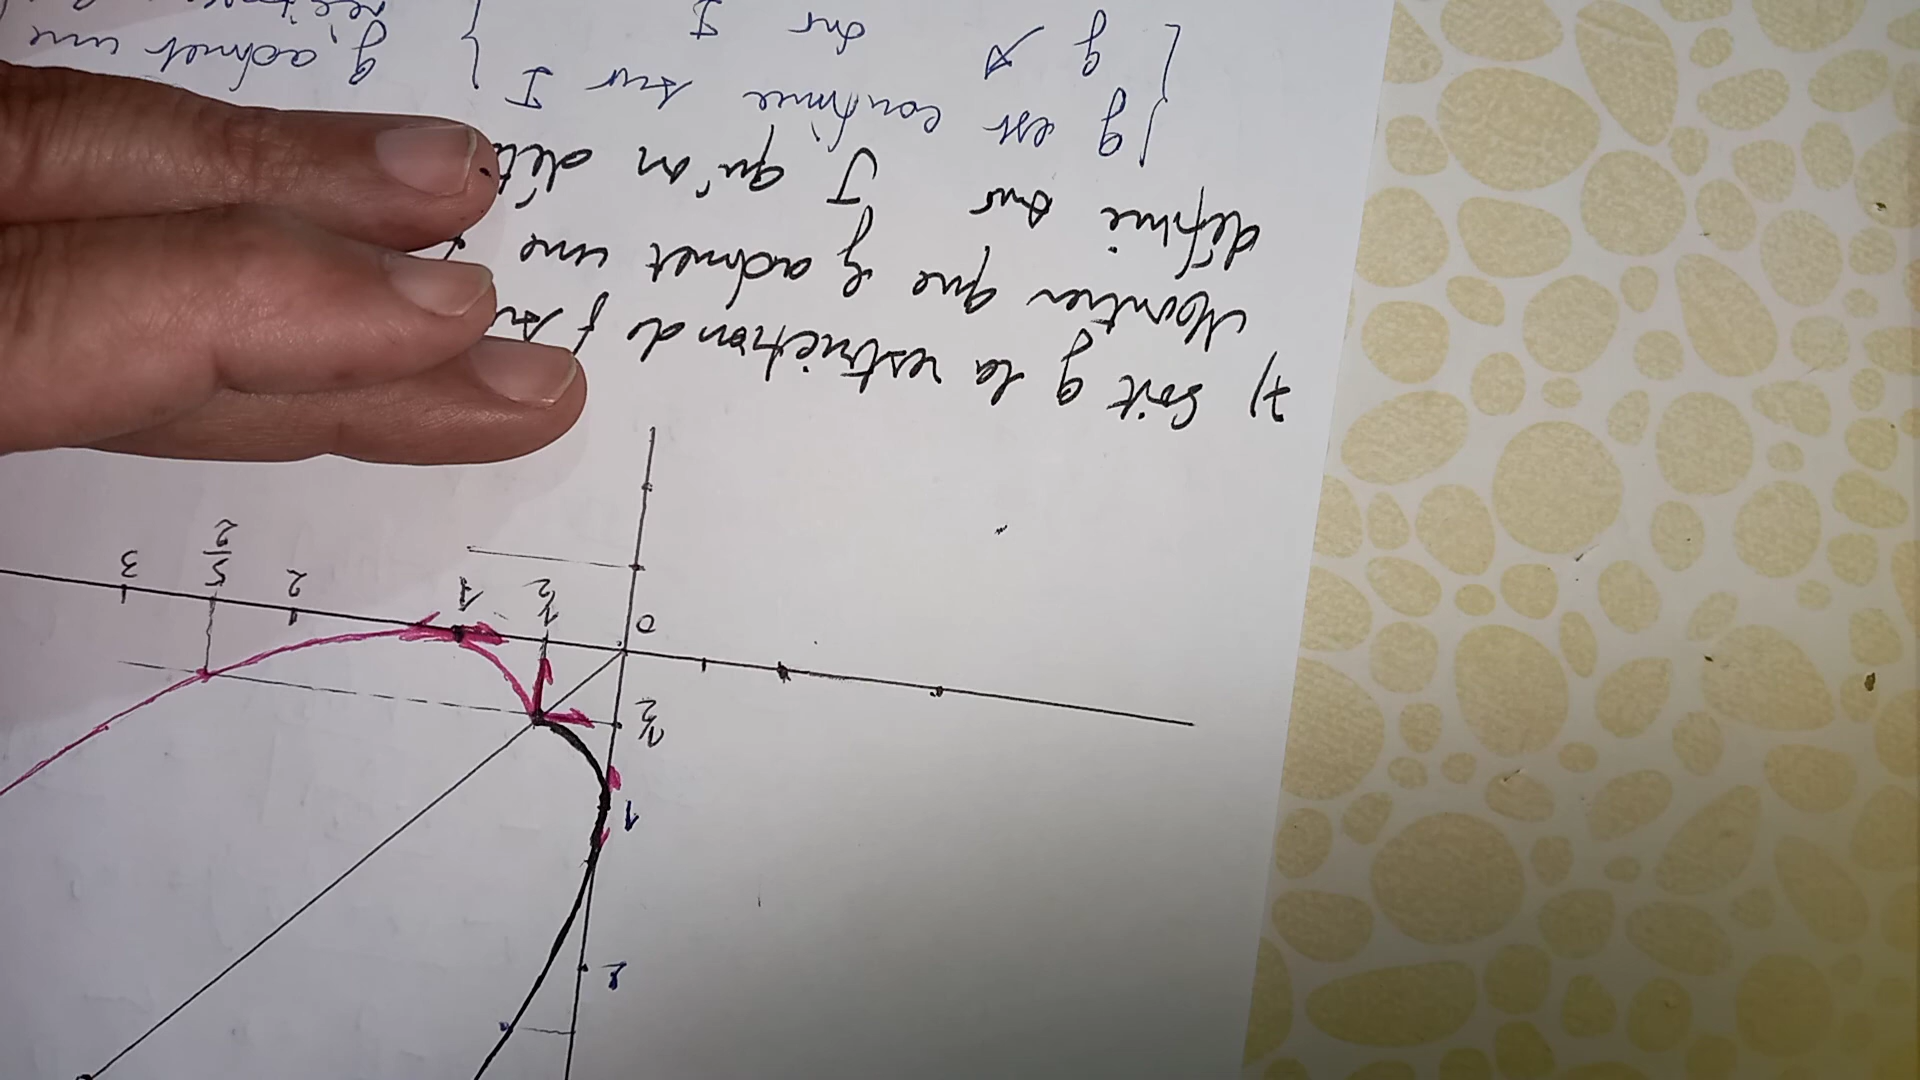 3
5/2
2
1
1/2
0
1/2
1
2
7) Soit g la restriction de f
Montrer que g admet une
définie sur J qu'on
{ g est continue sur I
g ↗ sur I } g admet une